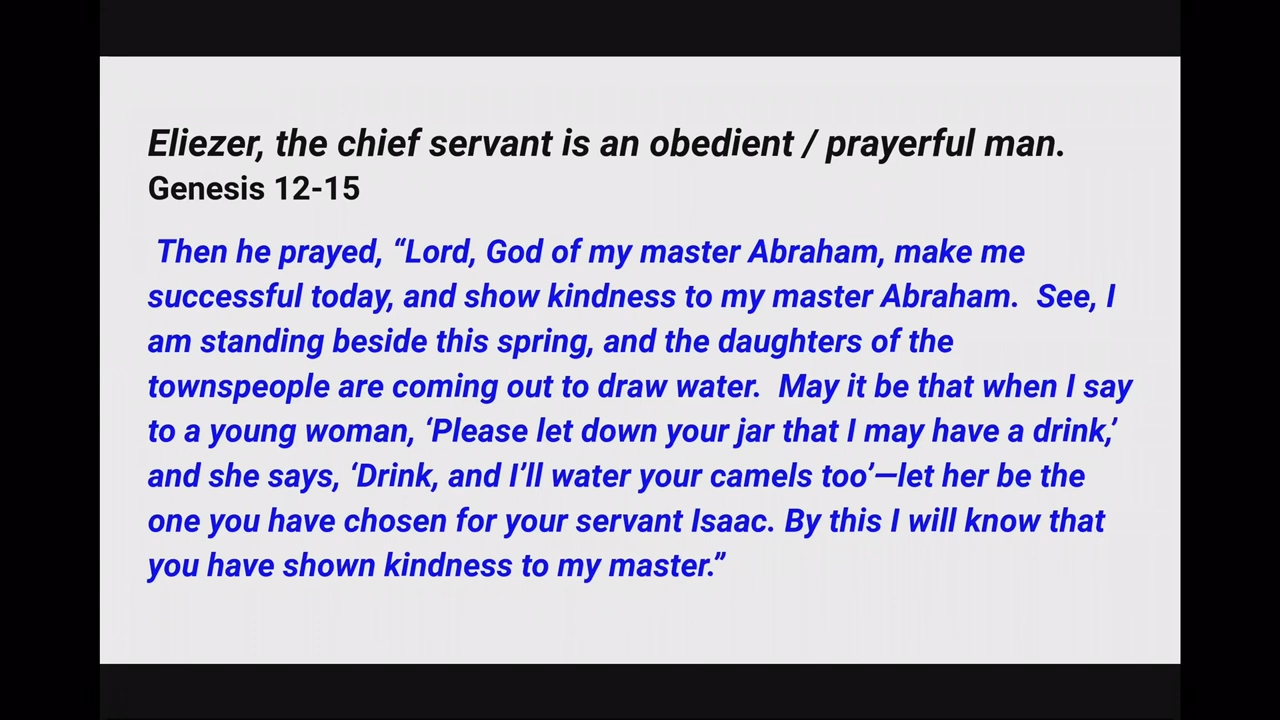 Eliezer, the chief servant is an obedient / prayerful man.
Genesis 12-15
Then he prayed, “Lord, God of my master Abraham, make me
successful today, and show kindness to my master Abraham.  See, I
am standing beside this spring, and the daughters of the
townspeople are coming out to draw water.  May it be that when I say
to a young woman, ‘Please let down your jar that I may have a drink,’
and she says, ‘Drink, and I’ll water your camels too’—let her be the
one you have chosen for your servant Isaac. By this I will know that
you have shown kindness to my master.”